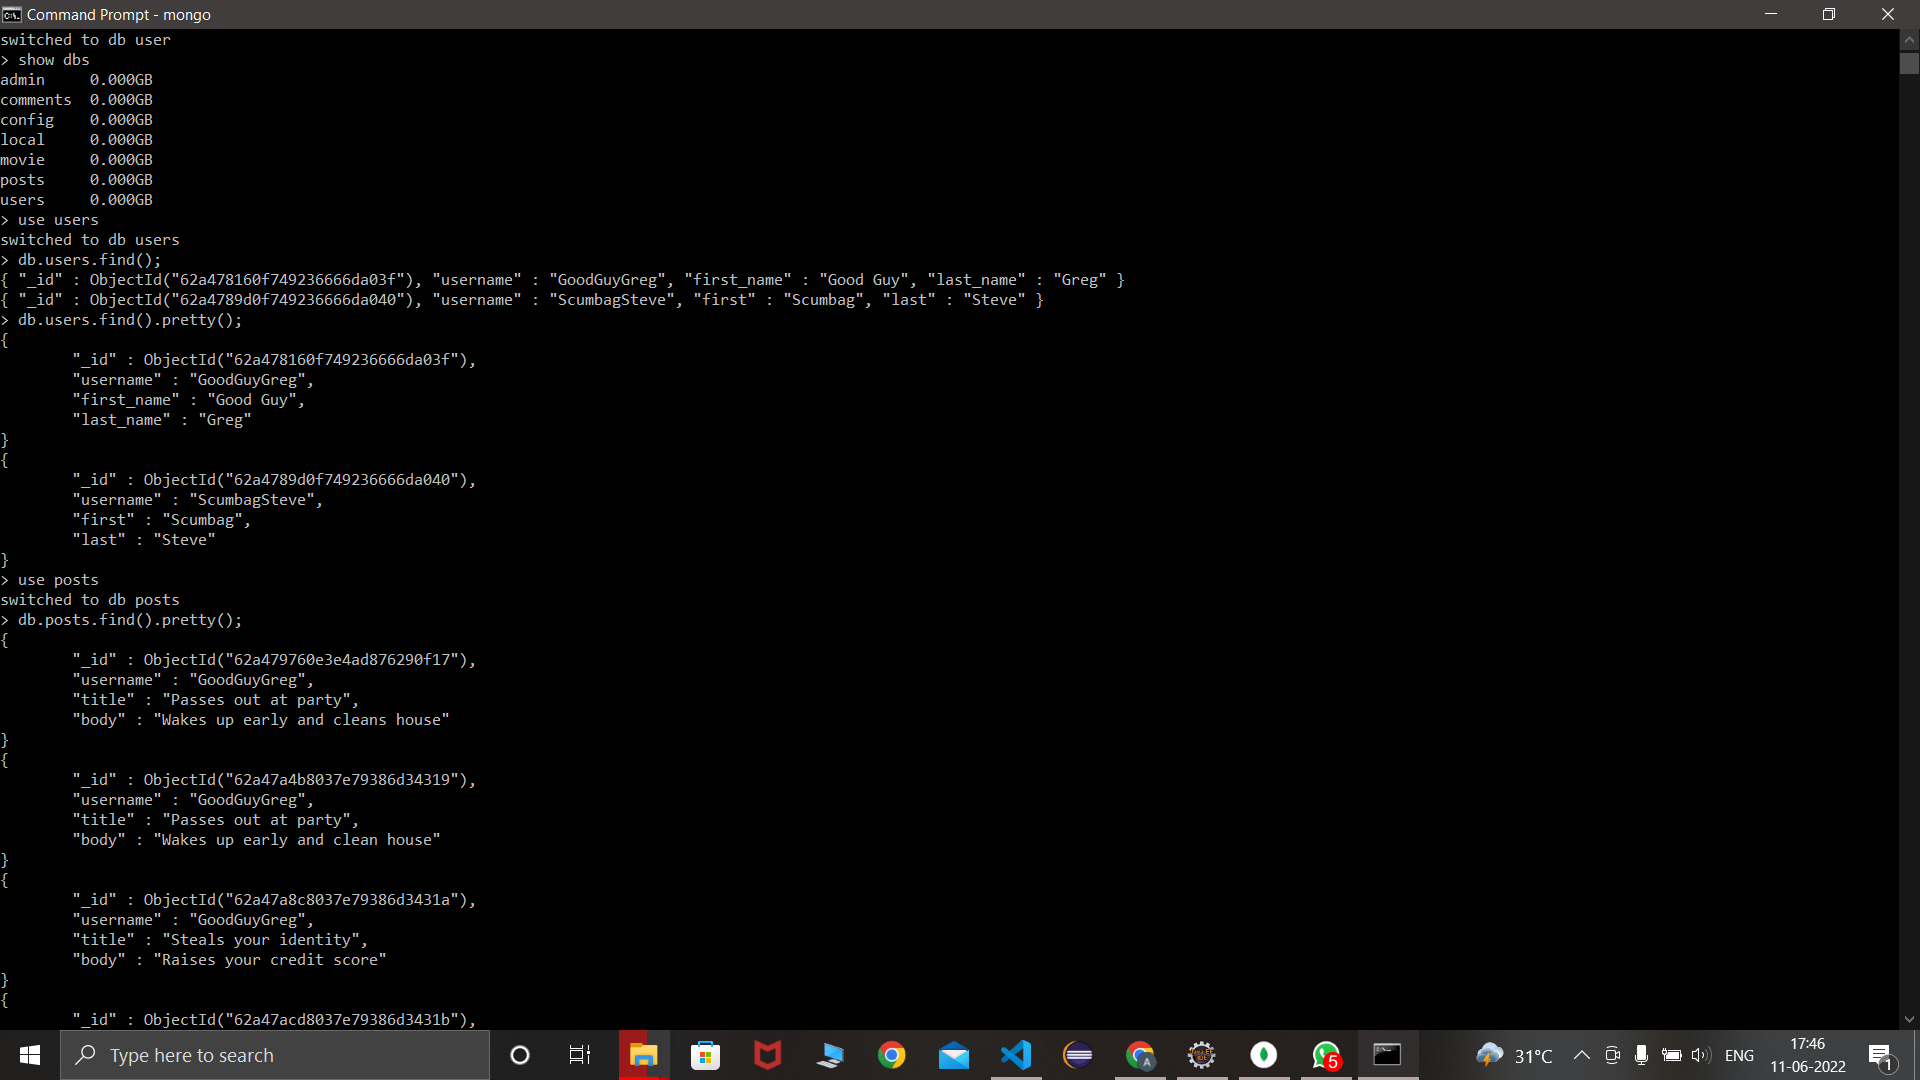 Command Prompt - mongo
switched to db user
> show dbs
admin     0.000GB
comments  0.000GB
config    0.000GB
local     0.000GB
movie     0.000GB
posts     0.000GB
users     0.000GB
> use users
switched to db users
> db.users.find();
{ "_id" : ObjectId("62a478160f749236666da03f"), "username" : "GoodGuyGreg", "first_name" : "Good Guy", "last_name" : "Greg" }
{ "_id" : ObjectId("62a4789d0f749236666da040"), "username" : "ScumbagSteve", "first" : "Scumbag", "last" : "Steve" }
> db.users.find().pretty();
{
        "_id" : ObjectId("62a478160f749236666da03f"),
        "username" : "GoodGuyGreg",
        "first_name" : "Good Guy",
        "last_name" : "Greg"
}
{
        "_id" : ObjectId("62a4789d0f749236666da040"),
        "username" : "ScumbagSteve",
        "first" : "Scumbag",
        "last" : "Steve"
}
> use posts
switched to db posts
> db.posts.find().pretty();
{
        "_id" : ObjectId("62a479760e3e4ad876290f17"),
        "username" : "GoodGuyGreg",
        "title" : "Passes out at party",
        "body" : "Wakes up early and cleans house"
}
{
        "_id" : ObjectId("62a47a4b8037e79386d34319"),
        "username" : "GoodGuyGreg",
        "title" : "Passes out at party",
        "body" : "Wakes up early and clean house"
}
{
        "_id" : ObjectId("62a47a8c8037e79386d3431a"),
        "username" : "GoodGuyGreg",
        "title" : "Steals your identity",
        "body" : "Raises your credit score"
}
{
        "_id" : ObjectId("62a47acd8037e79386d3431b"),
Type here to search
A
5
31°C
ENG
17:46
11-06-2022
1